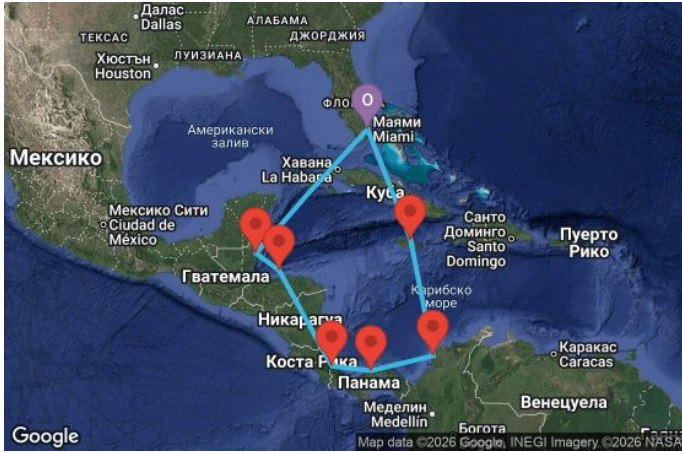 Далас
Dallas
АЛАБАМА
ТЕКСАС
ДЖОРДЖИЯ
Хюстън
Houston
ЛУИЗИАНА
О
Маями
Miami
Американски
залив
Мексико
Хавана
La Habana
Куба
Мексико Сити
Ciudad de
México
Санто
Доминго
Santo
Domingo
Пуерто
Рико
Гватемала
Карибско
море
Никарагуа
Коста Рика
Панама
Каракас
Caracas
Венецуела
Меделин
Medellín
Богота
Google
Map data ©2026 Google, INEGI Imagery ©2026 NASA